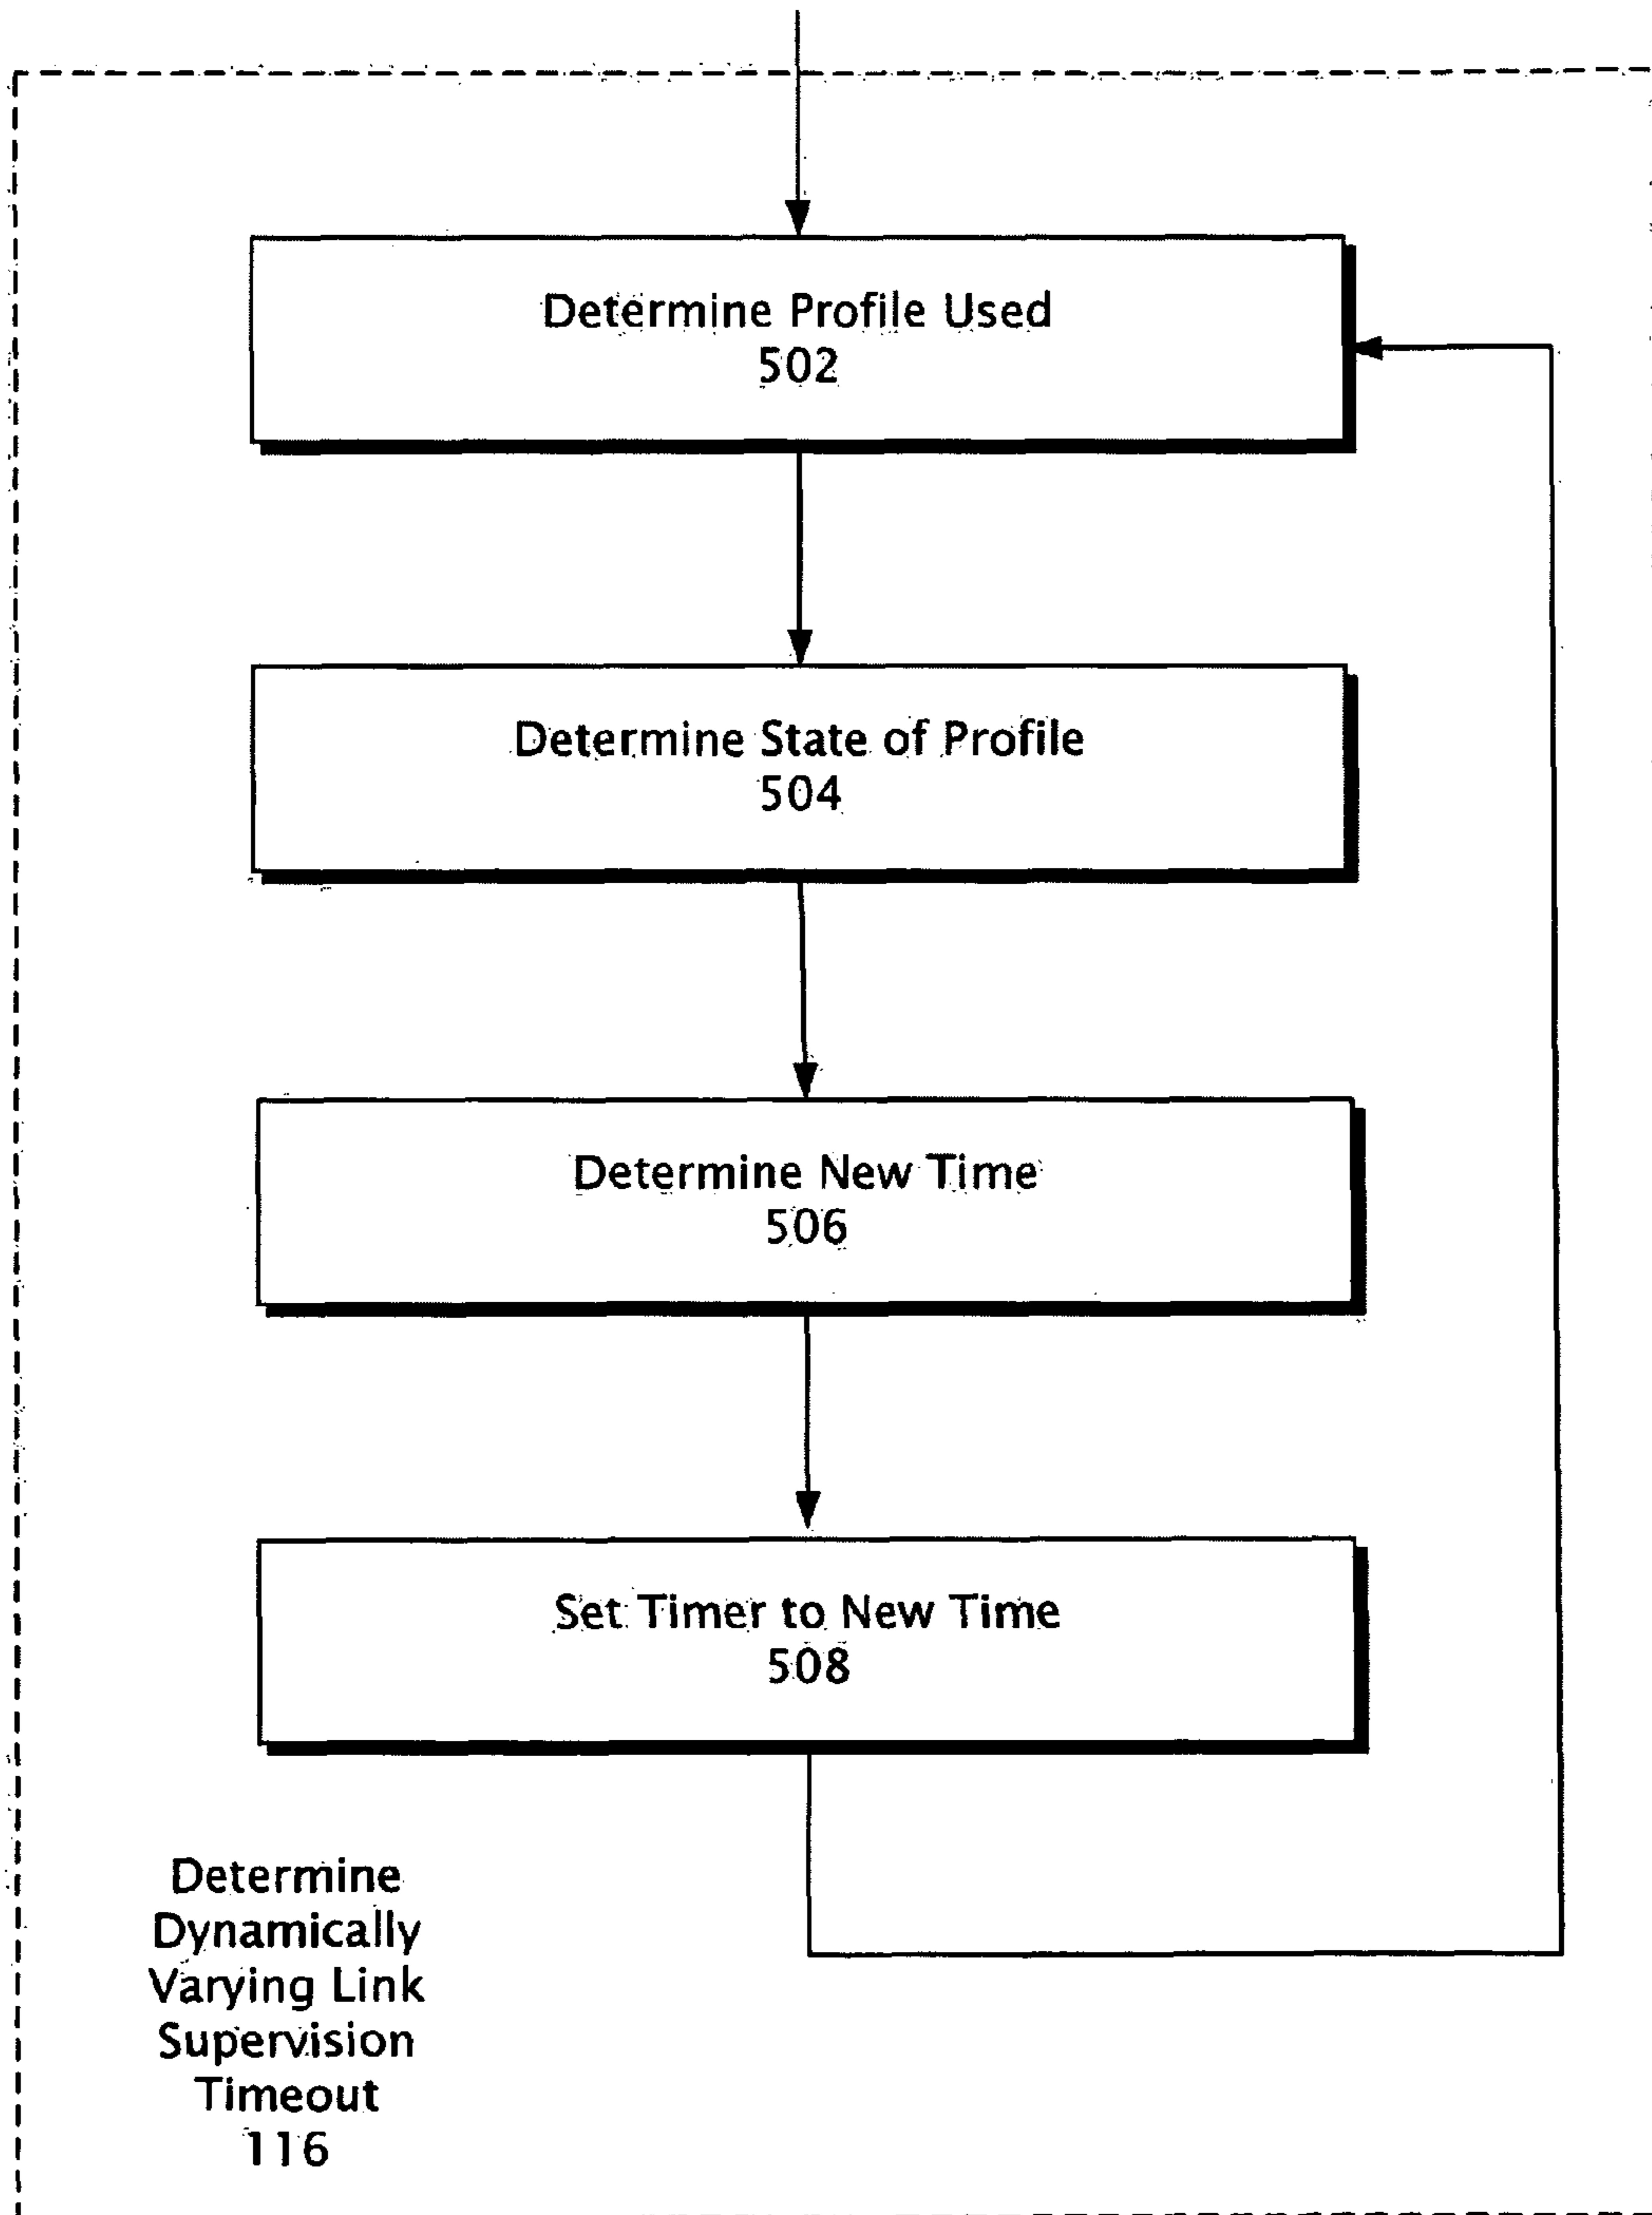 Determine Profile Used
502
Determine State of Profile
504
Determine New Time
506
Set Timer to New Time
508
Determine
Dynamically
Varying Link
Supervision
Timeout
116